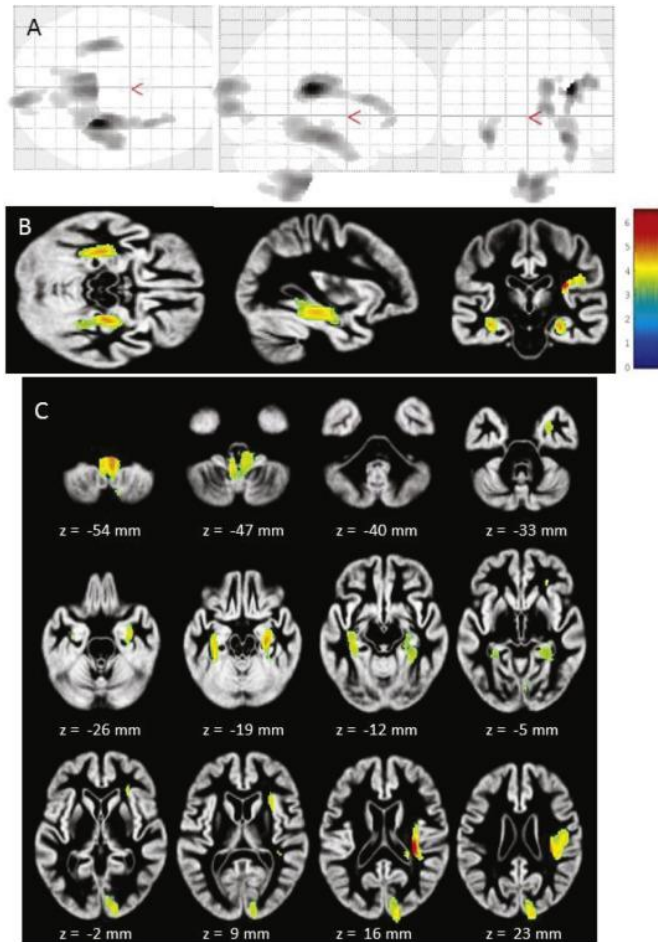 A
<
<
<
B
6
5
4
3
2
1
0
C
z = -54 mm
z = -47 mm
z = -40 mm
z = -33 mm
z = -26 mm
z = -19 mm
z = -12 mm
z = -5 mm
z = -2 mm
z = 9 mm
z = 16 mm
z = 23 mm